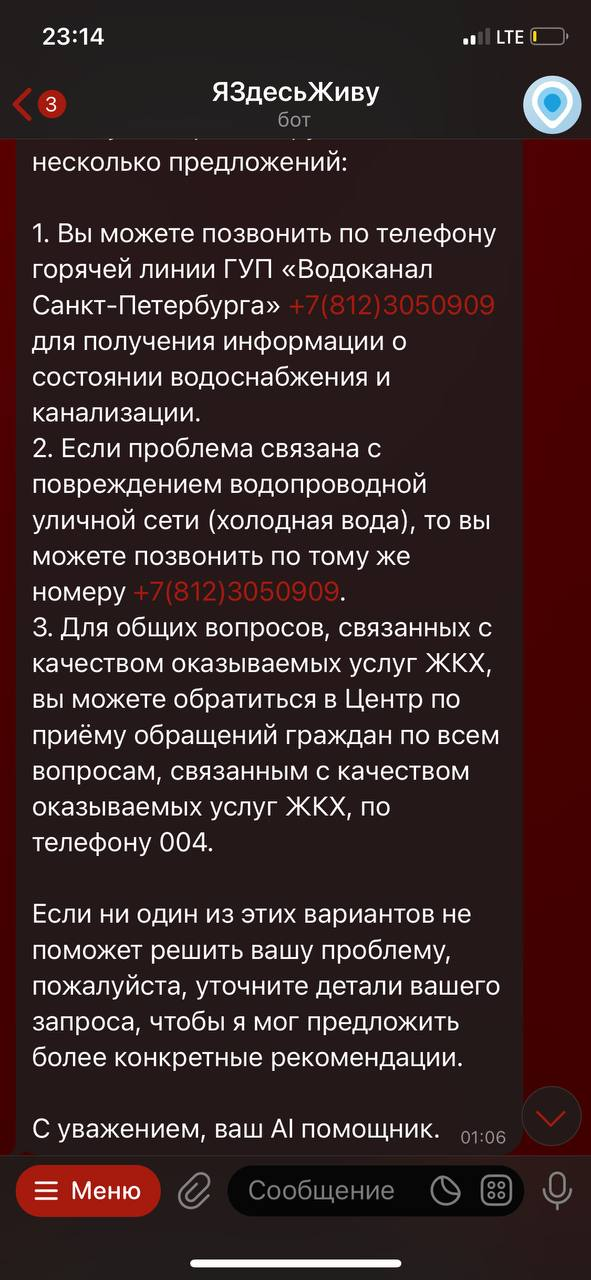 23:14
LTE
3
ЯЗдесьЖиву
бот
несколько предложений:
1. Вы можете позвонить по телефону
горячей линии ГУП «Водоканал
Санкт-Петербурга» +7(812)3050909
для получения информации о
состоянии водоснабжения и
канализации.
2. Если проблема связана с
повреждением водопроводной
уличной сети (холодная вода), то вы
можете позвонить по тому же
номеру +7(812)3050909.
3. Для общих вопросов, связанных с
качеством оказываемых услуг ЖКХ,
вы можете обратиться в Центр по
приёму обращений граждан по всем
вопросам, связанным с качеством
оказываемых услуг ЖКХ, по
телефону 004.
Если ни один из этих вариантов не
поможет решить вашу проблему,
пожалуйста, уточните детали вашего
запроса, чтобы я мог предложить
более конкретные рекомендации.
С уважением, ваш AI помощник. 01:06
Меню
Сообщение